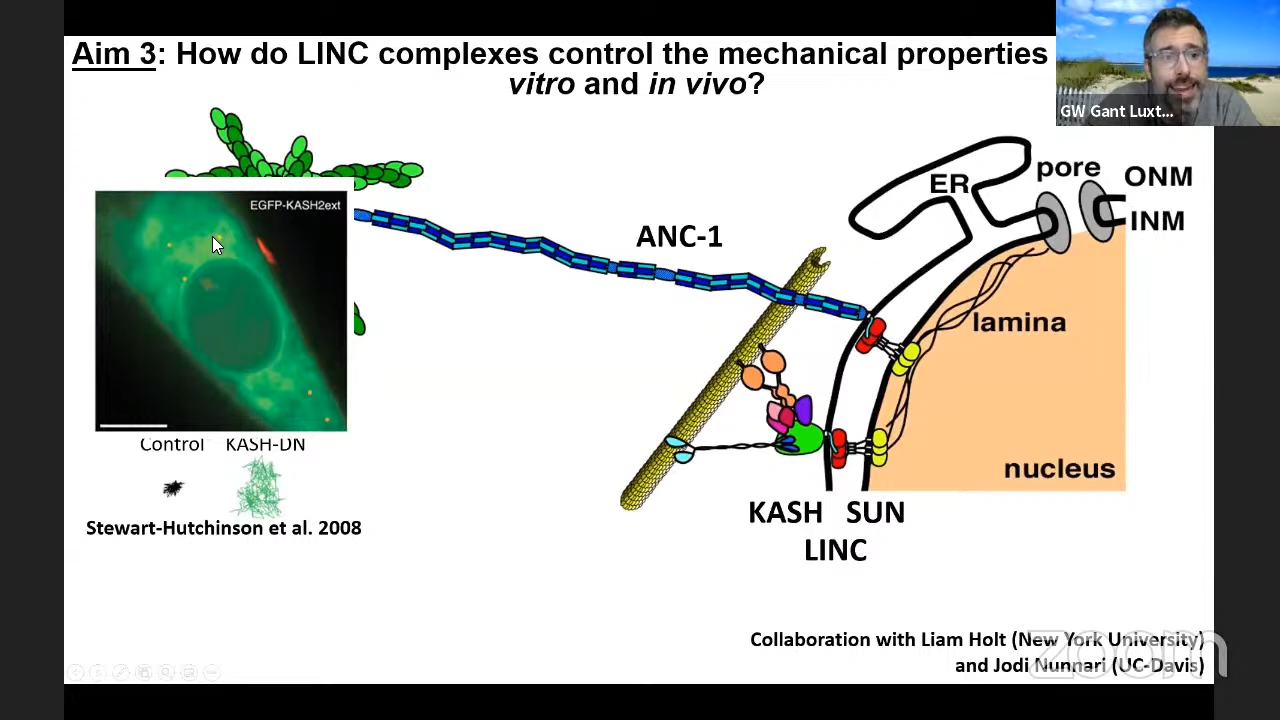 Aim 3: How do LINC complexes control the mechanical properties
vitro and in vivo?
GW Gant Luxt...
EGFP-KASH2ext
ANC-1
ER
pore
ONM
INM
lamina
nucleus
Control KASH-DN
Stewart-Hutchinson et al. 2008
KASH SUN
LINC
Collaboration with Liam Holt (New York University)
and Jodi Nunnari (UC-Davis)
zoom